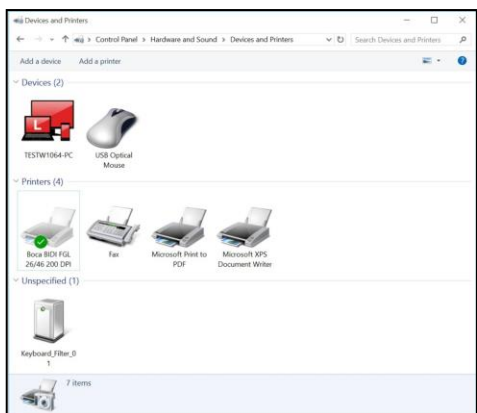 Devices and Printers
Control Panel > Hardware and Sound > Devices and Printers
Search Devices and Printers
Add a device Add a printer
Devices (2)
TESTW1064-PC
USB Optical
Mouse
Printers (4)
Boca BIDI FGL
26/46 200 DPI
Fax
Microsoft Print to
PDF
Microsoft XPS
Document Writer
Unspecified (1)
Keyboard_Filter_0
1
7 items